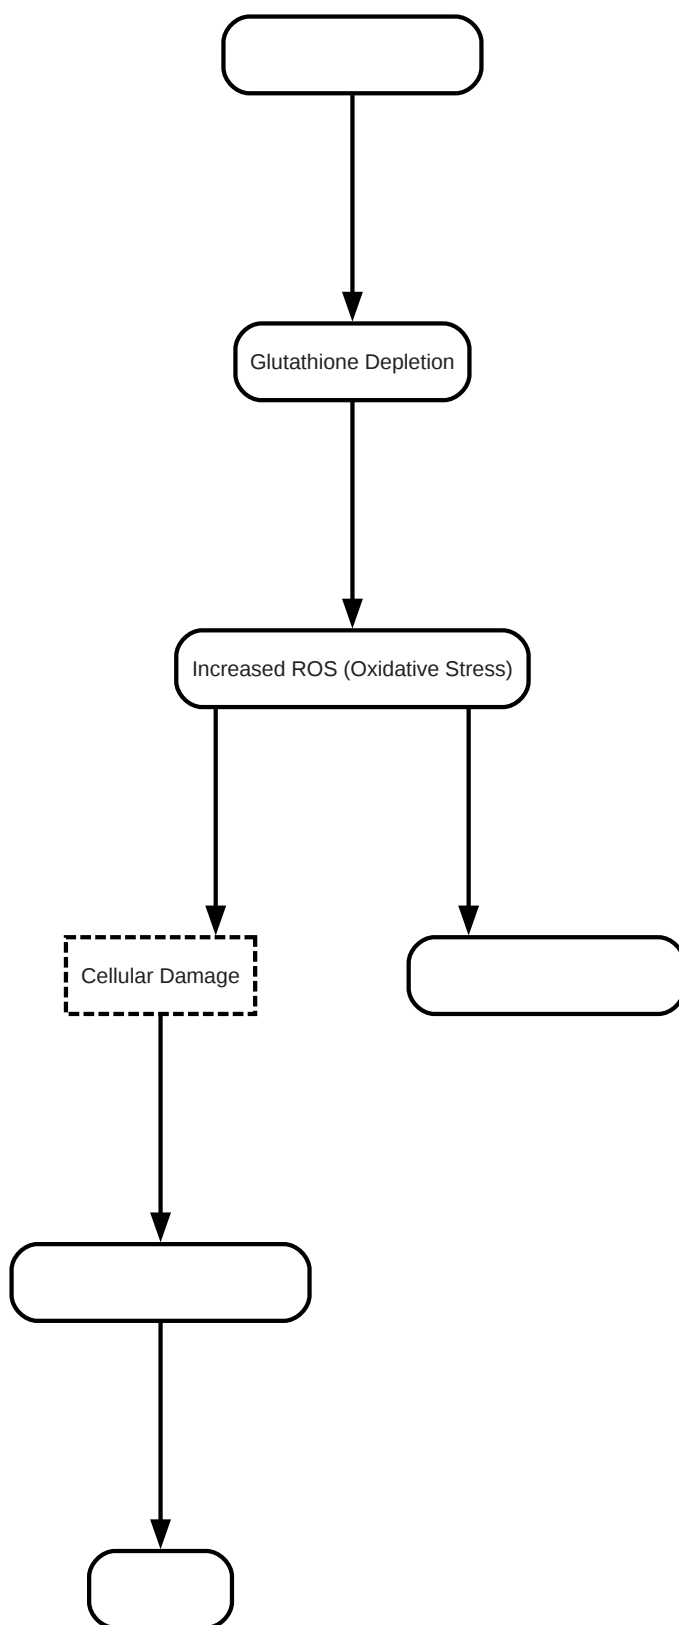 Glutathione Depletion
Increased ROS (Oxidative Stress)
Cellular Damage